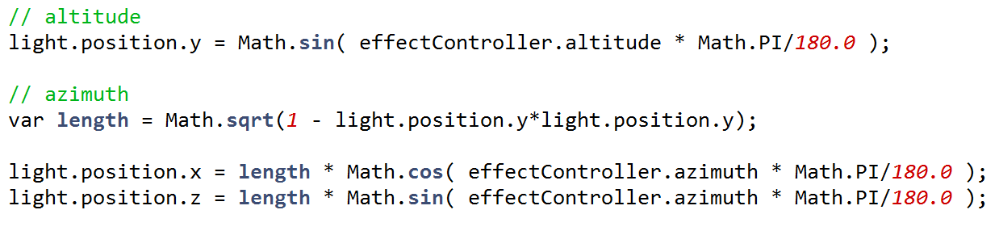 // altitude
light.position.y = Math.sin( effectController.altitude * Math.PI/180.0 );
// azimuth
var length = Math.sqrt(1 - light.position.y*light.position.y);
light.position.x = length * Math.cos( effectController.azimuth * Math.PI/180.0 );
light.position.z = length * Math.sin( effectController.azimuth * Math.PI/180.0 );